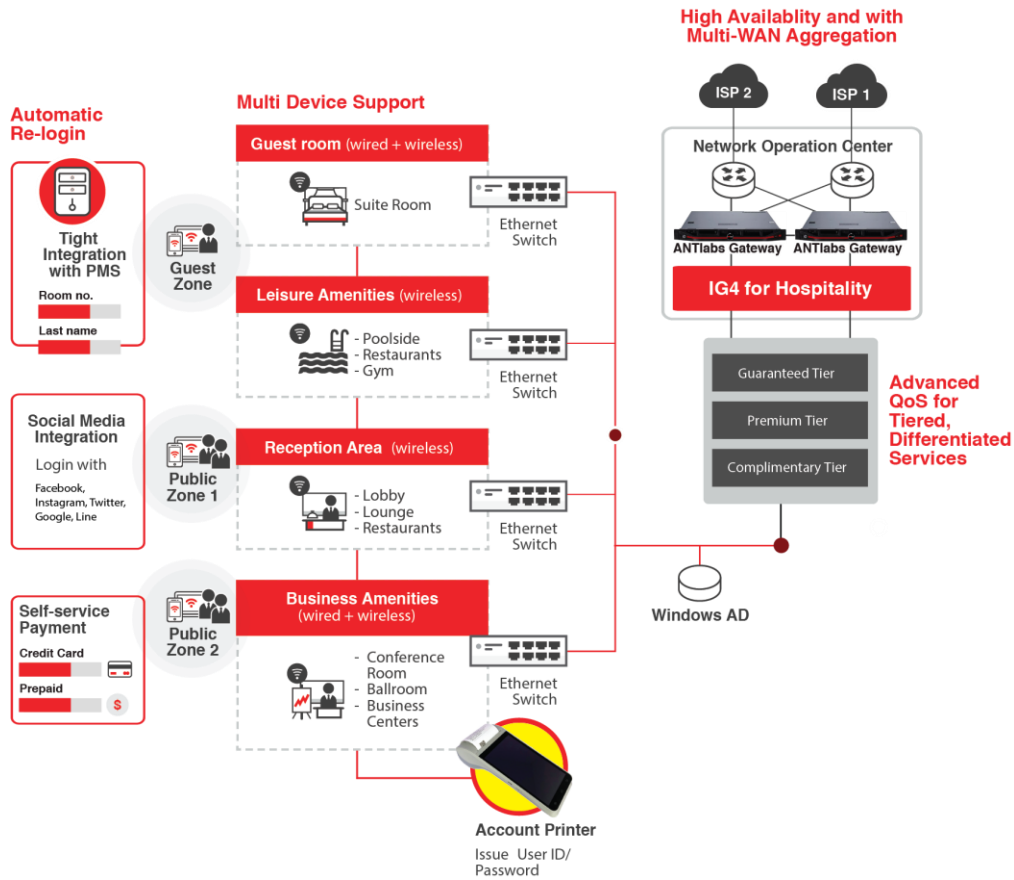 High Availablity and with
Multi-WAN Aggregation
ISP 2
ISP 1
Network Operation Center
ANTlabs Gateway
ANTlabs Gateway
IG4 for Hospitality
Guaranteed Tier
Premium Tier
Complimentary Tier
Advanced
QoS for
Tiered,
Differentiated
Services
Windows AD
Automatic
Re-login
Tight
Integration
with PMS
Room no.
Last name
Guest
Zone
Social Media
Integration
Login with
Facebook,
Instagram, Twitter,
Google, Line
Public
Zone 1
Self-service
Payment
Credit Card
Prepaid
$
Public
Zone 2
Multi Device Support
Guest room (wired + wireless)
Suite Room
Ethernet
Switch
Leisure Amenities (wireless)
- Poolside
- Restaurants
- Gym
Ethernet
Switch
Reception Area (wireless)
- Lobby
- Lounge
- Restaurants
Ethernet
Switch
Business Amenities
(wired + wireless)
- Conference
Room
- Ballroom
- Business
Centers
Ethernet
Switch
Account Printer
Issue User ID/
Password